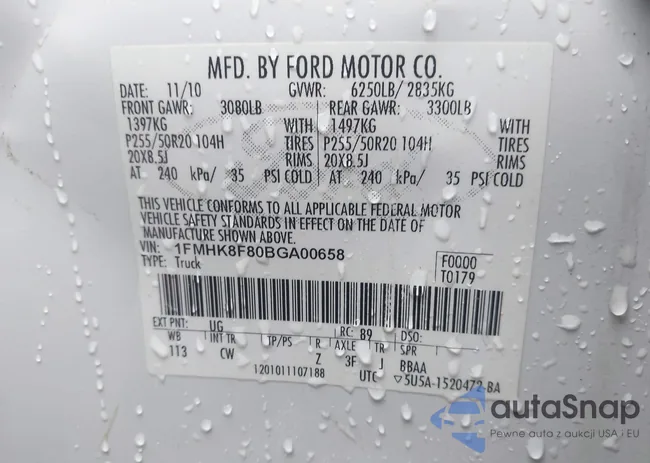 MFD. BY FORD MOTOR CO.
DATE: 11/10 GVWR: 6250LB/ 2835KG
FRONT GAWR: 3080LB REAR GAWR: 3300LB
1397KG WITH 1497KG WITH
P255/50R20 104H TIRES P255/50R20 104H TIRES
20X8.5J RIMS 20X8.5J RIMS
AT 240 kPa/ 35 PSI COLD AT 240 kPa/ 35 PSI COLD
THIS VEHICLE CONFORMS TO ALL APPLICABLE FEDERAL MOTOR
VEHICLE SAFETY STANDARDS IN EFFECT ON THE DATE OF
MANUFACTURE SHOWN ABOVE.
VIN: 1FMHK8F80BGA00658 F0000
TYPE: Truck T0179
EXT PNT: UG RC: 89 DSO:
WB INT TR TP/PS R AXLE TR SPR
113 CW Z 3F J BBAA
1201011107188 UTC ▽5U5A-1520472-BA
autaSnap
Pewne auta z aukcji USA i EU